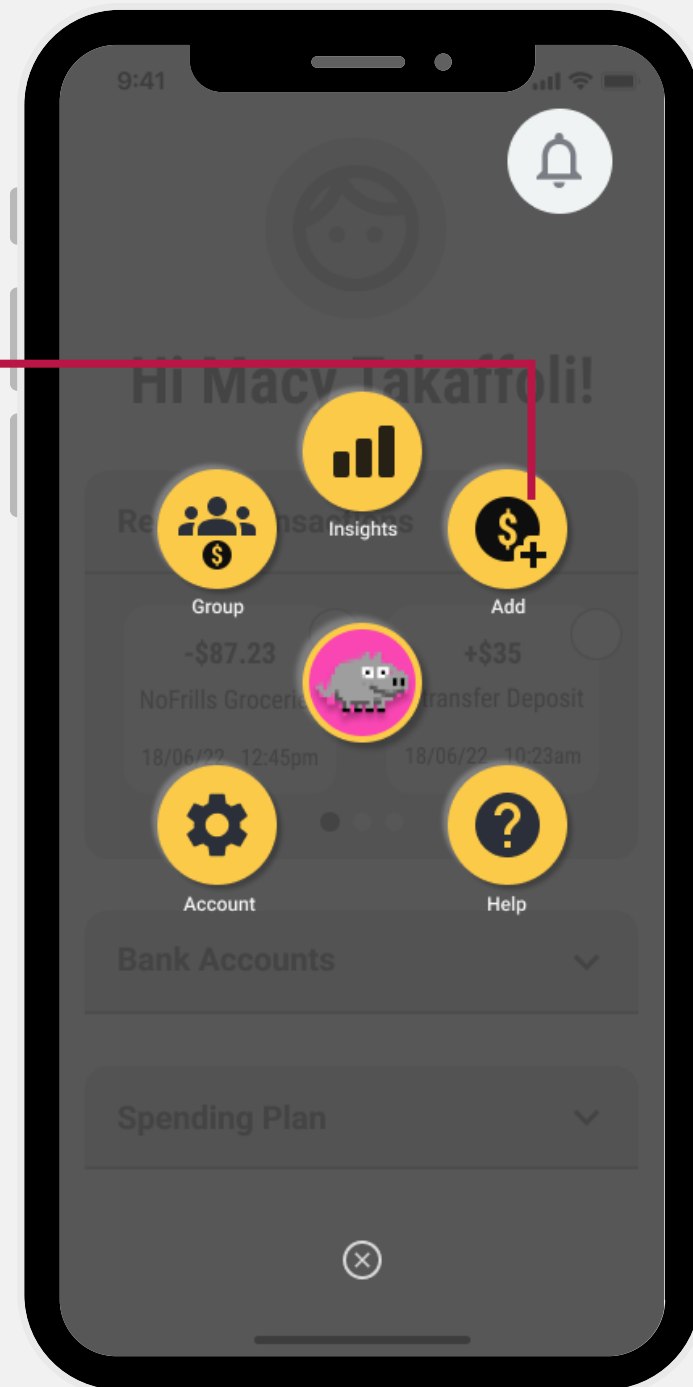 9:41
Hi Macy Takaffoli!
Insights
Group
Add
-$87.23
+$35
NoFrills
transfer Deposit
18/06/22 12:45pm
18/06/22 10:23am
Account
Help
Bank Accounts
Spending Plan